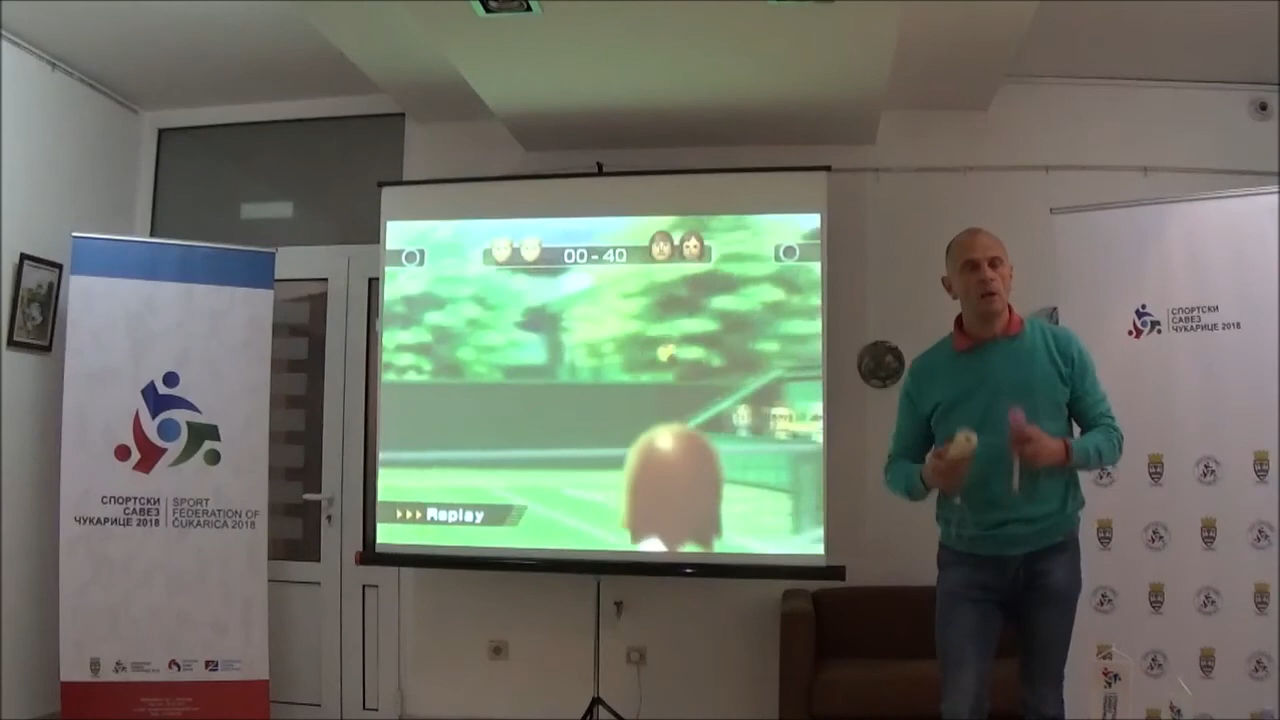 СПОРТСКИ
САВЕЗ
ЧУКАРИЦЕ 2018
SPORT
FEDERATION OF
ČUKARICA 2018
00 - 40
Replay
СПОРТСКИ
САВЕЗ
ЧУКАРИЦЕ 2018